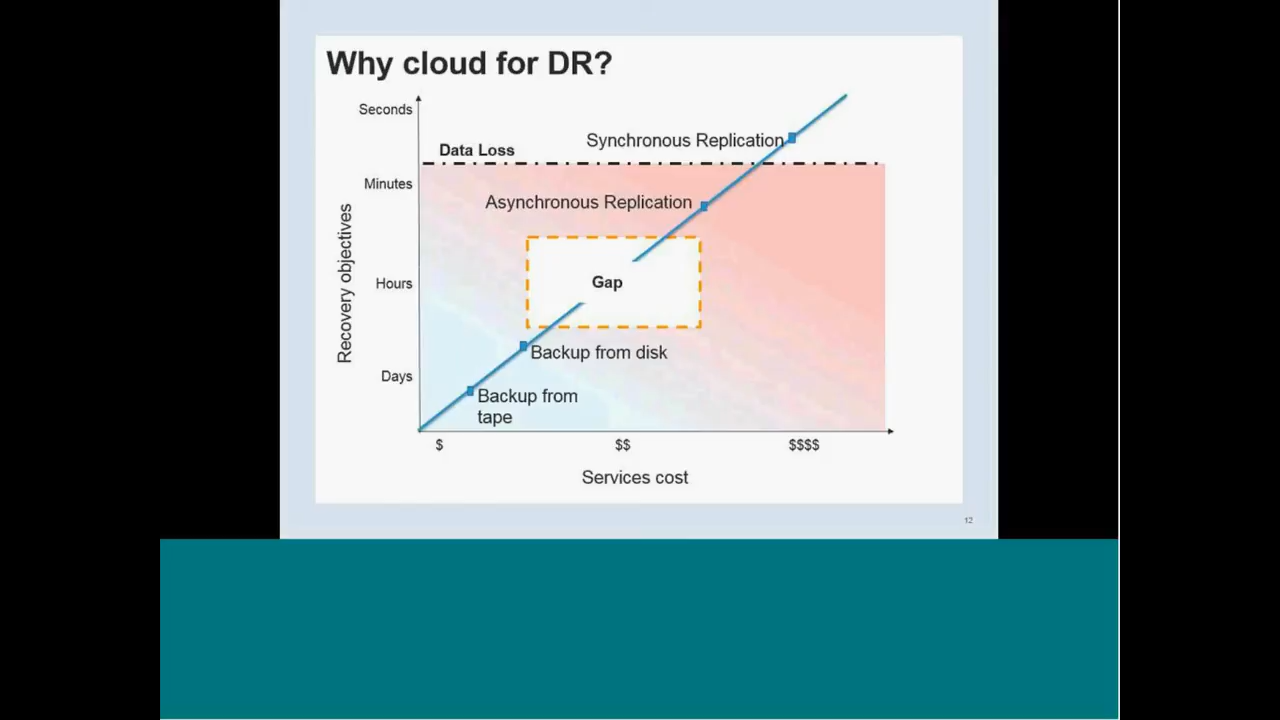 Why cloud for DR?
Seconds
Synchronous Replication
Data Loss
Minutes
Asynchronous Replication
Recovery objectives
Hours
Gap
Backup from disk
Days
Backup from
tape
$
$$
$$$$
Services cost
12